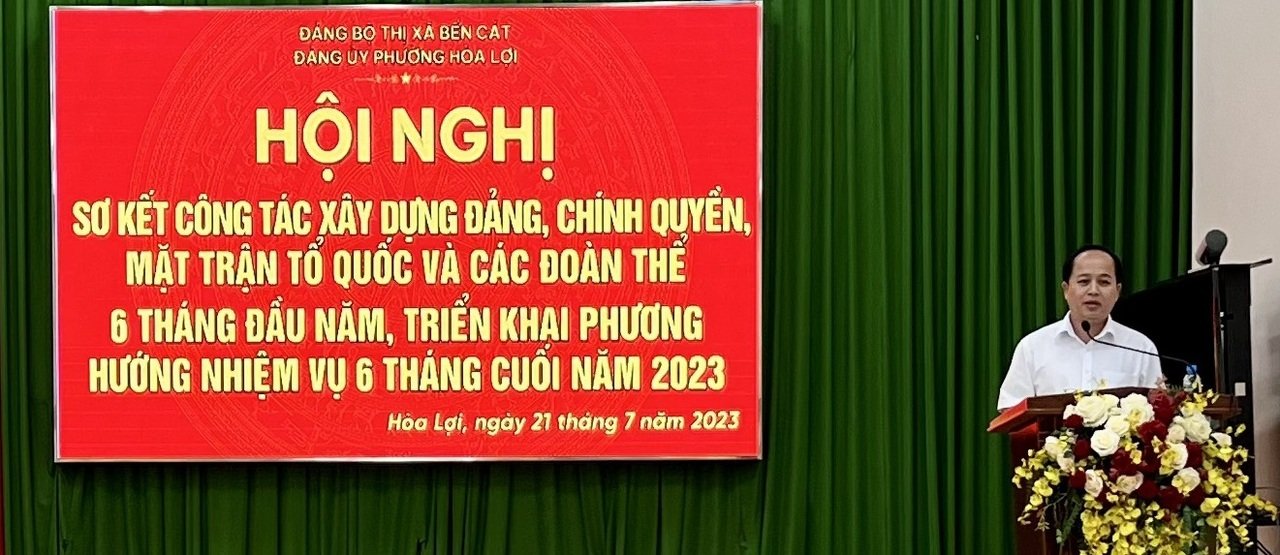 ĐẢNG BỘ THỊ XÃ BẾN CÁT
ĐẢNG ỦY PHƯỜNG HÒA LỢI
HỘI NGHỊ
SƠ KẾT CÔNG TÁC XÂY DỰNG ĐẢNG, CHÍNH QUYỀN,
MẶT TRẬN TỔ QUỐC VÀ CÁC ĐOÀN THỂ
6 THÁNG ĐẦU NĂM, TRIỂN KHAI PHƯƠNG
HƯỚNG NHIỆM VỤ 6 THÁNG CUỐI NĂM 2023
Hòa Lợi, ngày 21 tháng 7 năm 2023